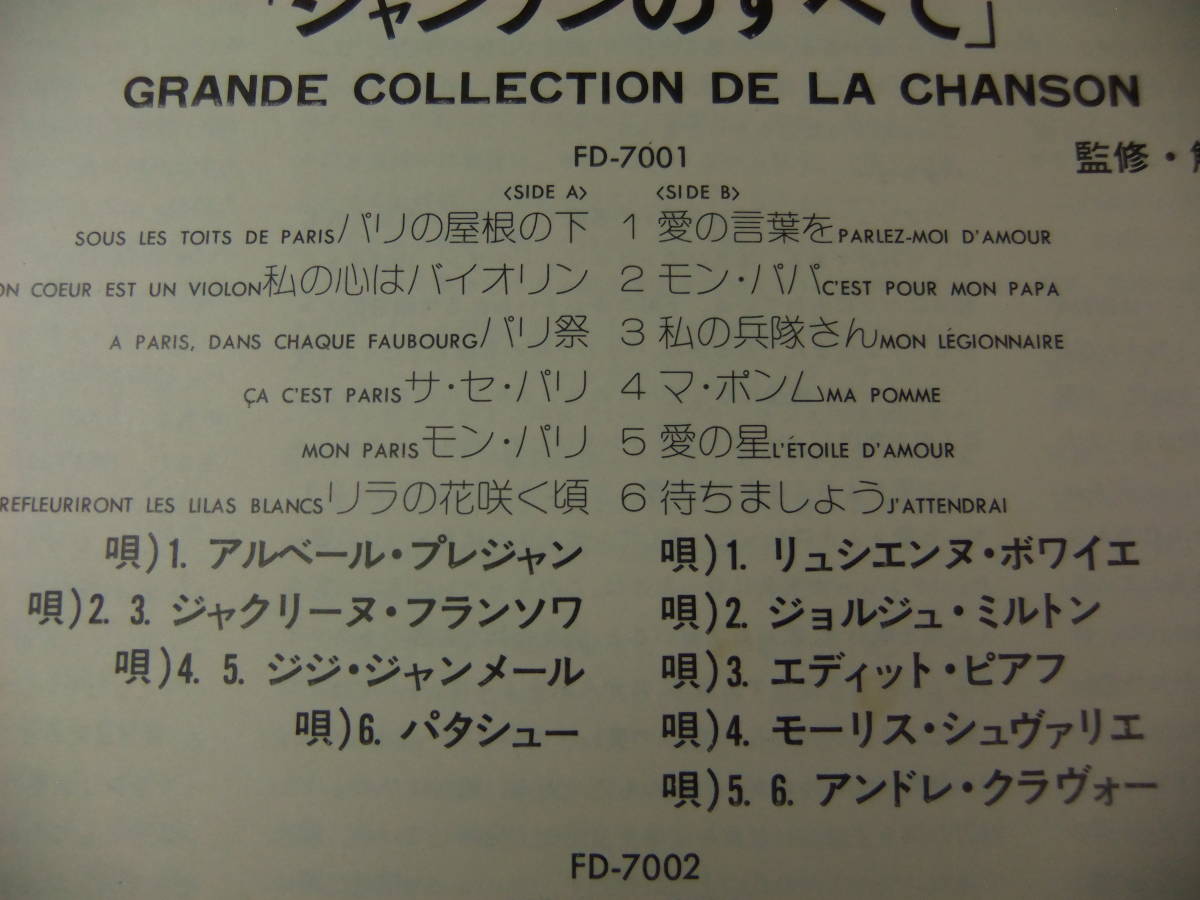 「シャンソンのすべて」
GRANDE COLLECTION DE LA CHANSON
FD-7001
監修・
〈SIDE A〉 〈SIDE B〉
SOUS LES TOITS DE PARISパリの屋根の下 1 愛の言葉をPARLEZ-MOI D'AMOUR
COEUR EST UN VIOLON私の心はバイオリン 2 モン・パパC'EST POUR MON PAPA
A PARIS, DANS CHAQUE FAUBOURGパリ祭 3 私の兵隊さんMON LÉGIONNAIRE
ÇA C'EST PARISサ・セ・パリ 4 マ・ポンムMA POMME
MON PARISモン・パリ 5 愛の星L'ÉTOILE D'AMOUR
REFLEURIRONT LES LILAS BLANCSリラの花咲く頃 6 待ちましょうJ'ATTENDRAI
唄)1. アルベール・プレジャン 唄)1. リュシエンヌ・ボワイエ
唄)2. 3. ジャクリーヌ・フランソワ 唄)2. ジョルジュ・ミルトン
唄)4. 5. ジジ・ジャンメール 唄)3. エディット・ピアフ
唄)6. パタシュー 唄)4. モーリス・シュヴァリエ
唄)5. 6. アンドレ・クラヴォー
FD-7002